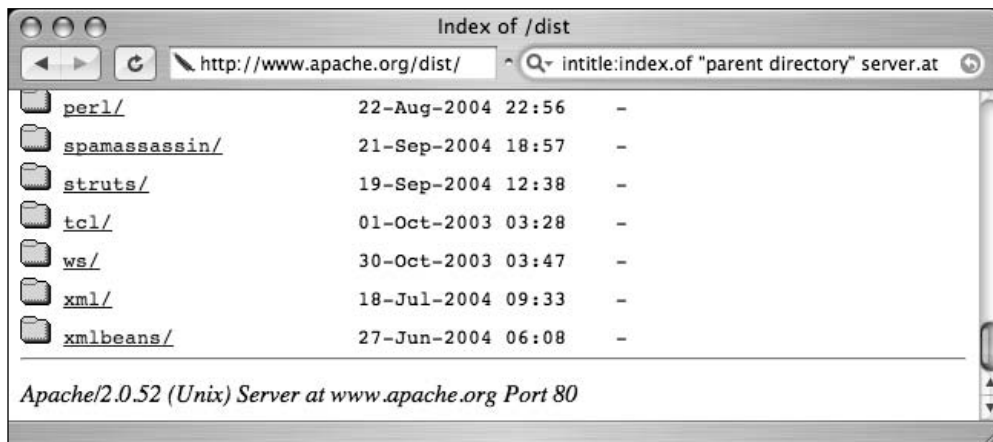 Index of /dist
http://www.apache.org/dist/ intitle:index.of "parent directory" server.at
perl/ 22-Aug-2004 22:56 -
spamassassin/ 21-Sep-2004 18:57 -
struts/ 19-Sep-2004 12:38 -
tcl/ 01-Oct-2003 03:28 -
ws/ 30-Oct-2003 03:47 -
xml/ 18-Jul-2004 09:33 -
xmlbeans/ 27-Jun-2004 06:08 -
Apache/2.0.52 (Unix) Server at www.apache.org Port 80